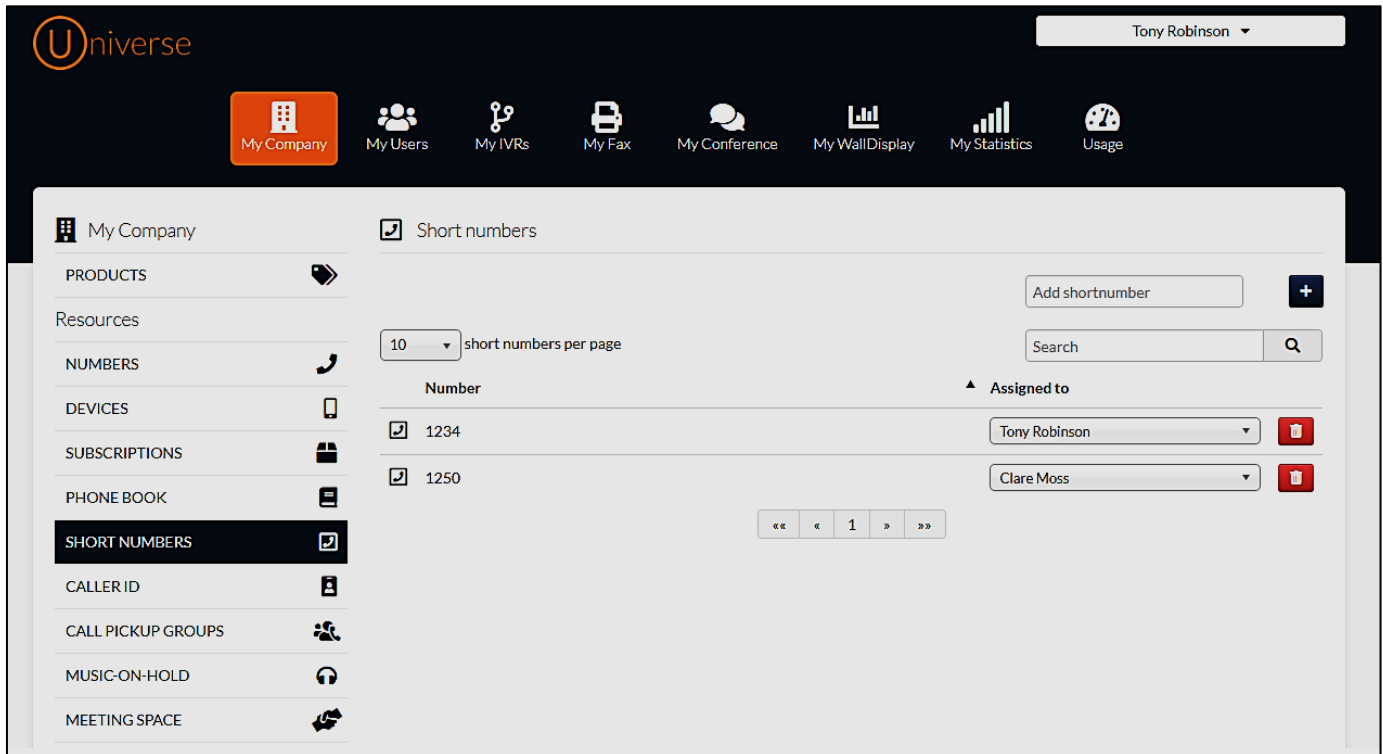 Universe
Tony Robinson
My Company
My Users
My IVRs
My Fax
My Conference
My WallDisplay
My Statistics
Usage
My Company
PRODUCTS
Resources
NUMBERS
DEVICES
SUBSCRIPTIONS
PHONE BOOK
SHORT NUMBERS
CALLER ID
CALL PICKUP GROUPS
MUSIC-ON-HOLD
MEETING SPACE
Short numbers
Add shortnumber +
10 short numbers per page
Search
Number Assigned to
1234 Tony Robinson
1250 Clare Moss
«« « 1 » »»